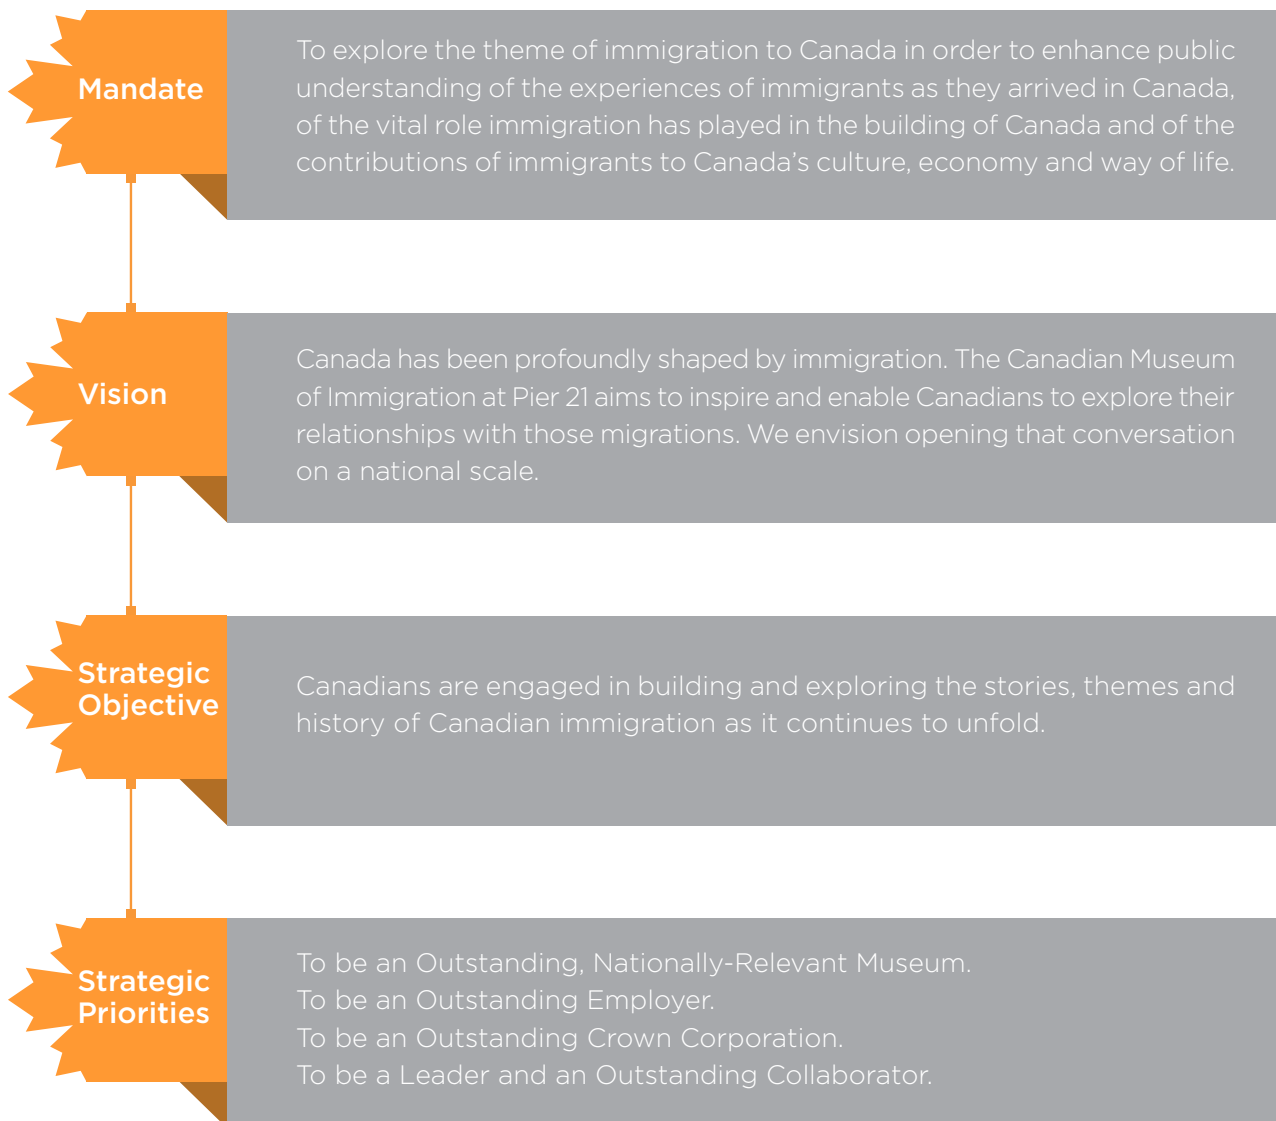 Mandate
To explore the theme of immigration to Canada in order to enhance public
understanding of the experiences of immigrants as they arrived in Canada,
of the vital role immigration has played in the building of Canada and of the
contributions of immigrants to Canada’s culture, economy and way of life.
Vision
Canada has been profoundly shaped by immigration. The Canadian Museum
of Immigration at Pier 21 aims to inspire and enable Canadians to explore their
relationships with those migrations. We envision opening that conversation
on a national scale.
Strategic
Objective
Canadians are engaged in building and exploring the stories, themes and
history of Canadian immigration as it continues to unfold.
Strategic
Priorities
To be an Outstanding, Nationally-Relevant Museum.
To be an Outstanding Employer.
To be an Outstanding Crown Corporation.
To be a Leader and an Outstanding Collaborator.